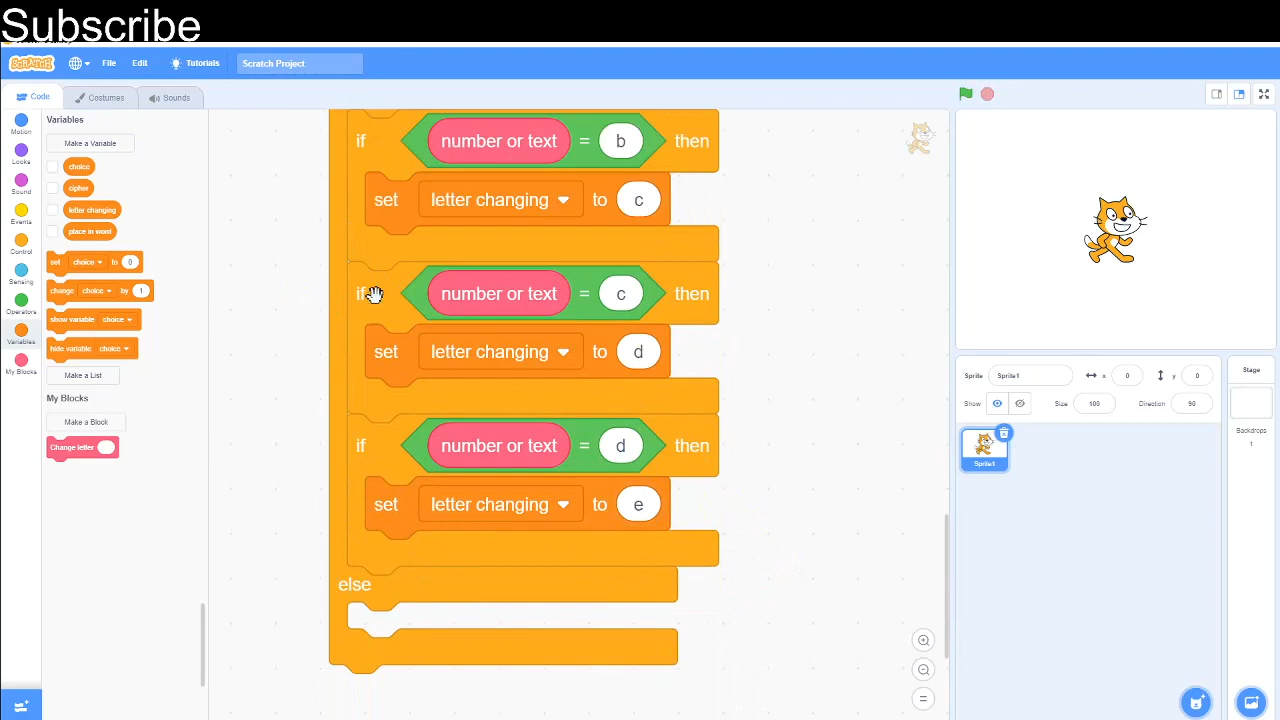 Subscribe
SCRATCH File Edit Tutorials Scratch Project
Code Costumes Sounds
Motion
Looks
Sound
Events
Control
Sensing
Operators
Variables
My Blocks
Variables
Make a Variable
choice
cipher
letter changing
place in word
set choice to 0
change choice by 1
show variable choice
hide variable choice
Make a List
My Blocks
Make a Block
Change letter
if number or text = b then
set letter changing to c
if number or text = c then
set letter changing to d
if number or text = d then
set letter changing to e
else
Sprite Sprite1 x 0 y 0
Show Size 100 Direction 90
Sprite1
Stage
Backdrops
1